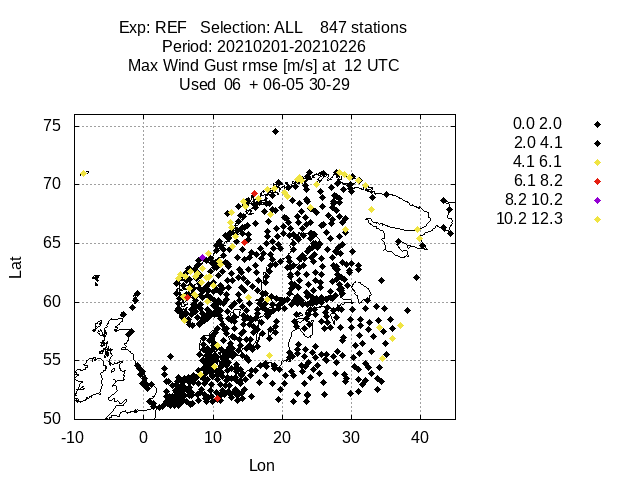 Exp: REF   Selection: ALL    847 stations
Period: 20210201-20210226
Max Wind Gust rmse [m/s] at  12 UTC
Used  06  + 06-05 30-29
0.0 2.0
2.0 4.1
4.1 6.1
6.1 8.2
8.2 10.2
10.2 12.3
75
70
65
60
55
50
Lat
-10 0 10 20 30 40
Lon